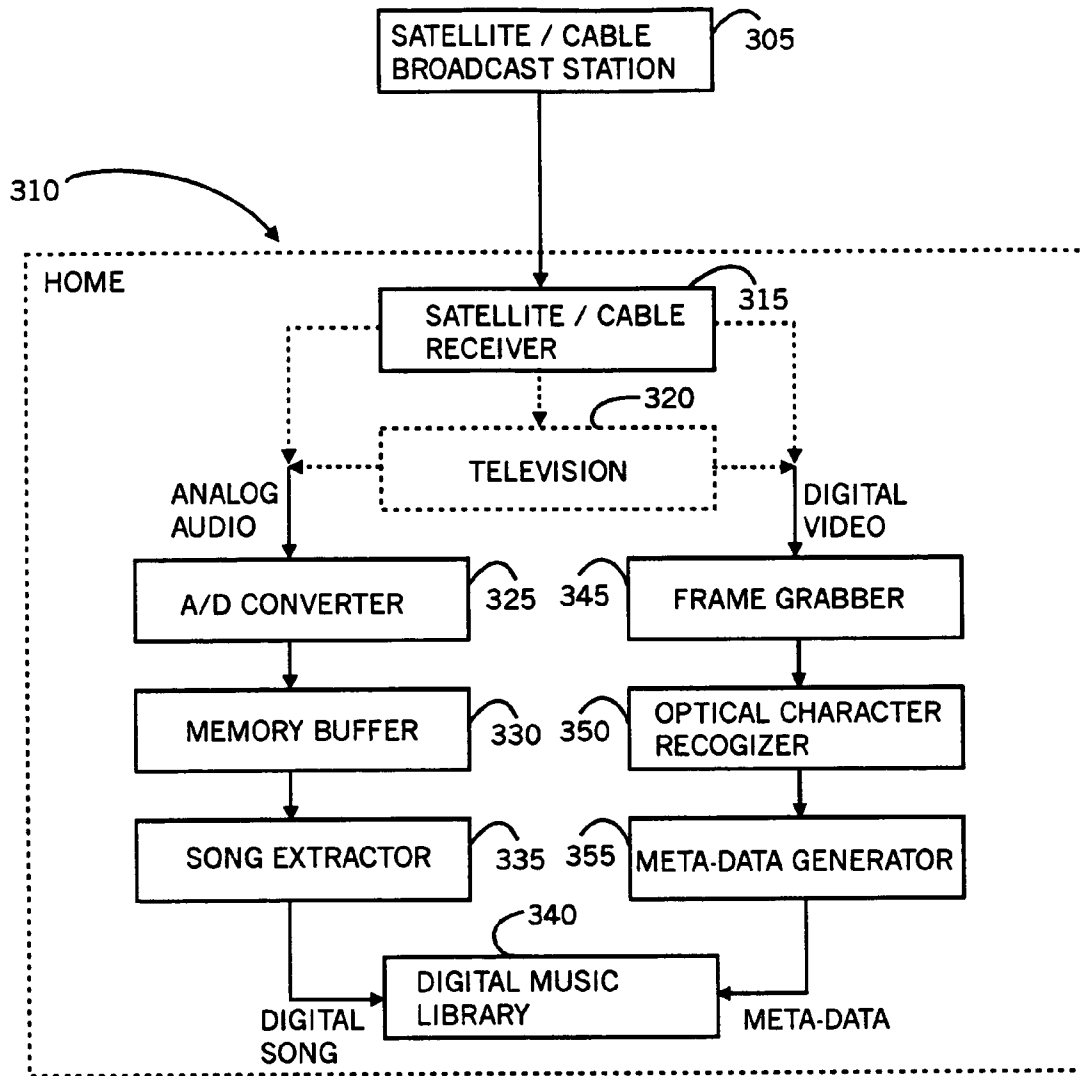 SATELLITE / CABLE
BROADCAST STATION
305
310
HOME
315
SATELLITE / CABLE
RECEIVER
320
TELEVISION
ANALOG
AUDIO
DIGITAL
VIDEO
A/D CONVERTER
325
345
FRAME GRABBER
MEMORY BUFFER
330
350
OPTICAL CHARACTER
RECOGIZER
SONG EXTRACTOR
335
355
META-DATA GENERATOR
340
DIGITAL MUSIC
LIBRARY
DIGITAL
SONG
META-DATA